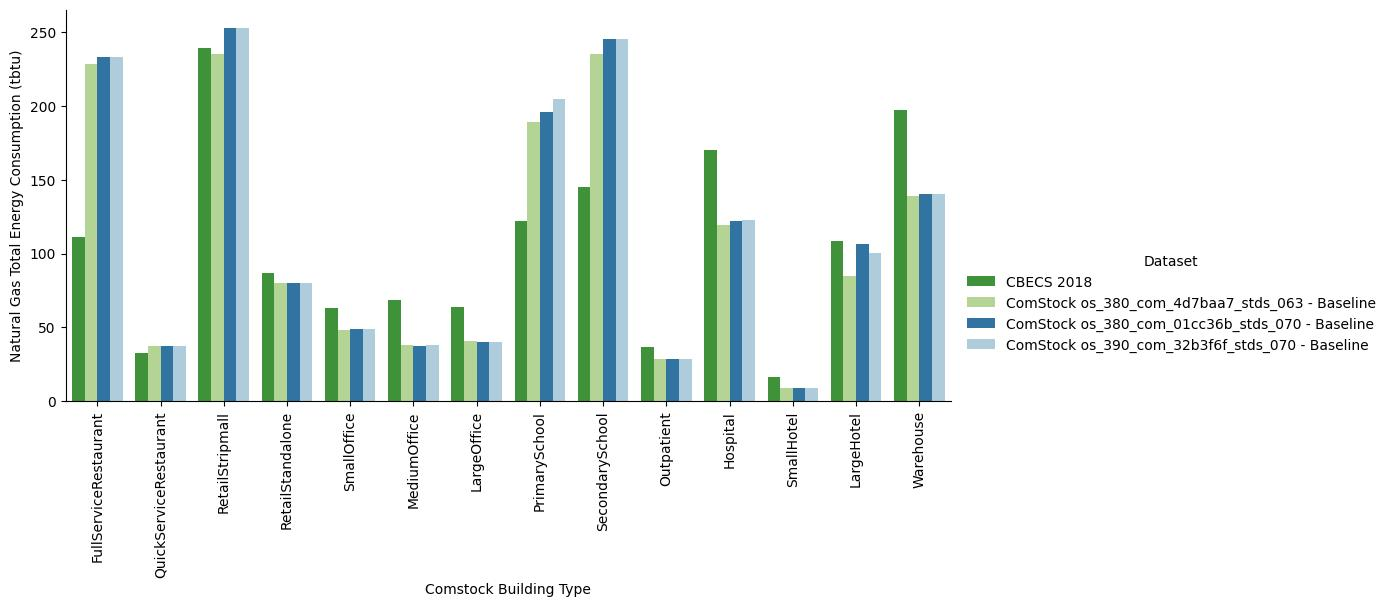 Natural Gas Total Energy Consumption (tbtu)
250
200
150
100
50
0
FullServiceRestaurant
QuickServiceRestaurant
RetailStripmall
RetailStandalone
SmallOffice
MediumOffice
LargeOffice
PrimarySchool
SecondarySchool
Outpatient
Hospital
SmallHotel
LargeHotel
Warehouse
Comstock Building Type
Dataset
CBECS 2018
ComStock os_380_com_4d7baa7_stds_063 - Baseline
ComStock os_380_com_01cc36b_stds_070 - Baseline
ComStock os_390_com_32b3f6f_stds_070 - Baseline